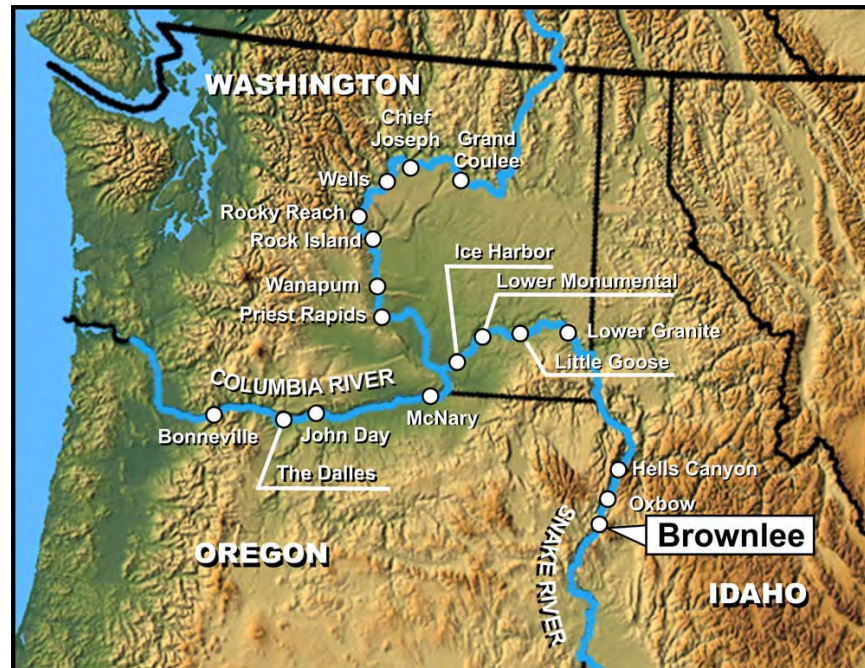 WASHINGTON
Chief
Joseph
Grand
Coulee
Wells
Rocky Reach
Rock Island
Ice Harbor
Wanapum
Lower Monumental
Priest Rapids
Lower Granite
Little Goose
COLUMBIA RIVER
McNary
Bonneville
John Day
The Dalles
Hells Canyon
Oxbow
Brownlee
SNAKE RIVER
OREGON
IDAHO